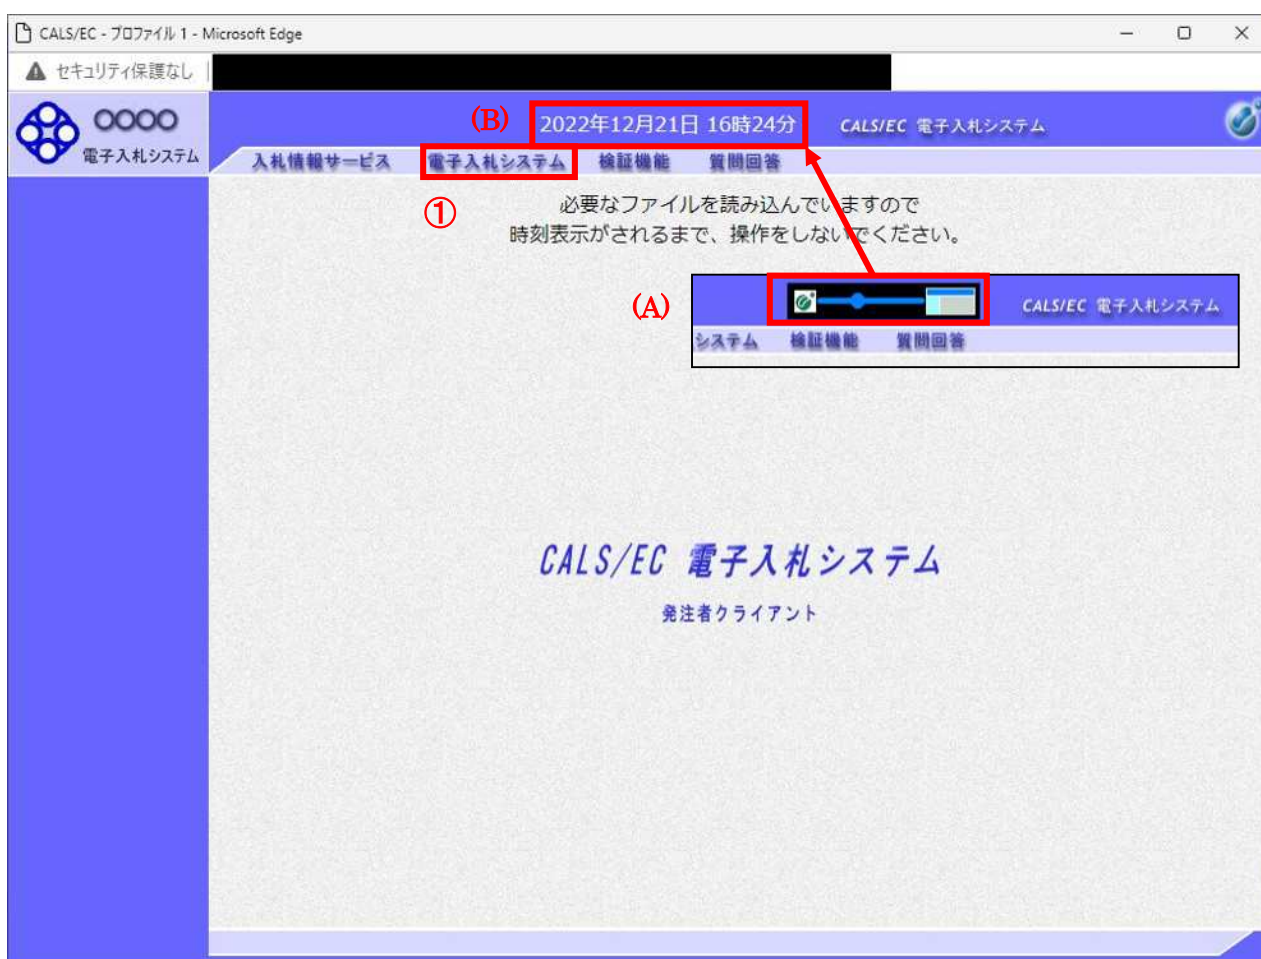 CALS/EC - プロファイル 1 - Microsoft Edge
セキュリティ保護なし
○○○○
電子入札システム
(B)
2022年12月21日 16時24分
CALS/EC 電子入札システム
入札情報サービス 電子入札システム 検証機能 質問回答
①
必要なファイルを読み込んでいますので
時刻表示がされるまで、操作をしないでください。
(A)
CALS/EC 電子入札システム
システム 検証機能 質問回答
CALS/EC 電子入札システム
発注者クライアント